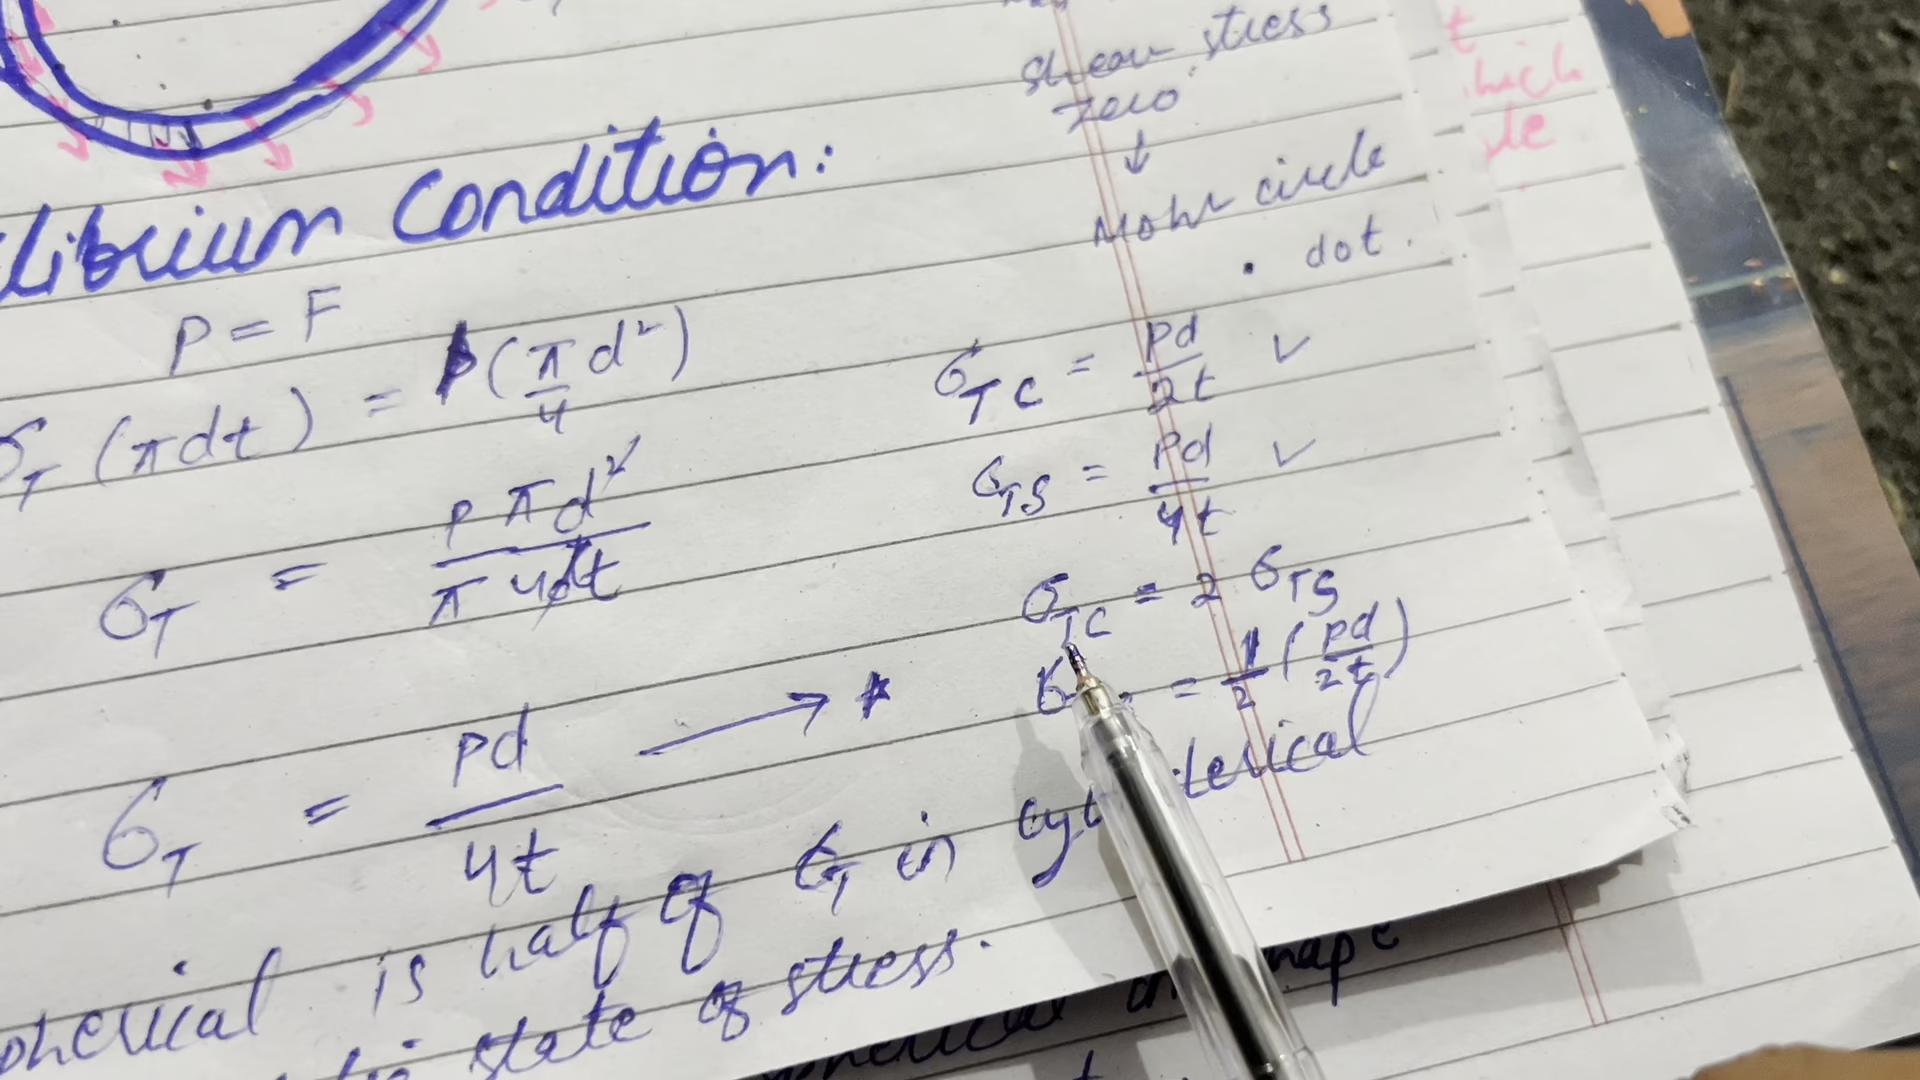 shear stress
zero
↓
Mohr circle
. dot.
librium Condition:
P = F
σT (πdt) = p(π/4 d²)
σT = Pπd²/π4dt
σT = pd/4t → *
σTC = Pd/2t ✓
σTS = Pd/4t ✓
σTC = 2 σTS
= 1/2 (pd/2t)
pherical is half of σT in cyl terical
state of stress.